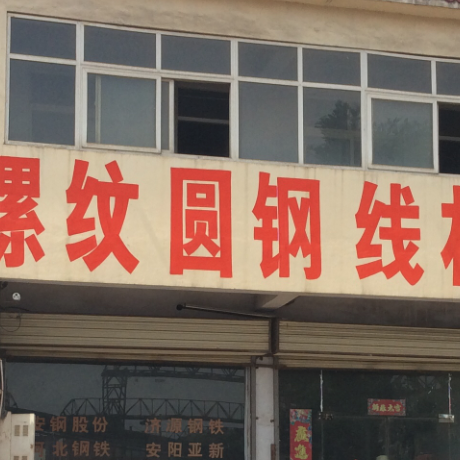 螺纹圆钢线材
安钢股份 济源钢铁
河北钢铁 安阳亚新